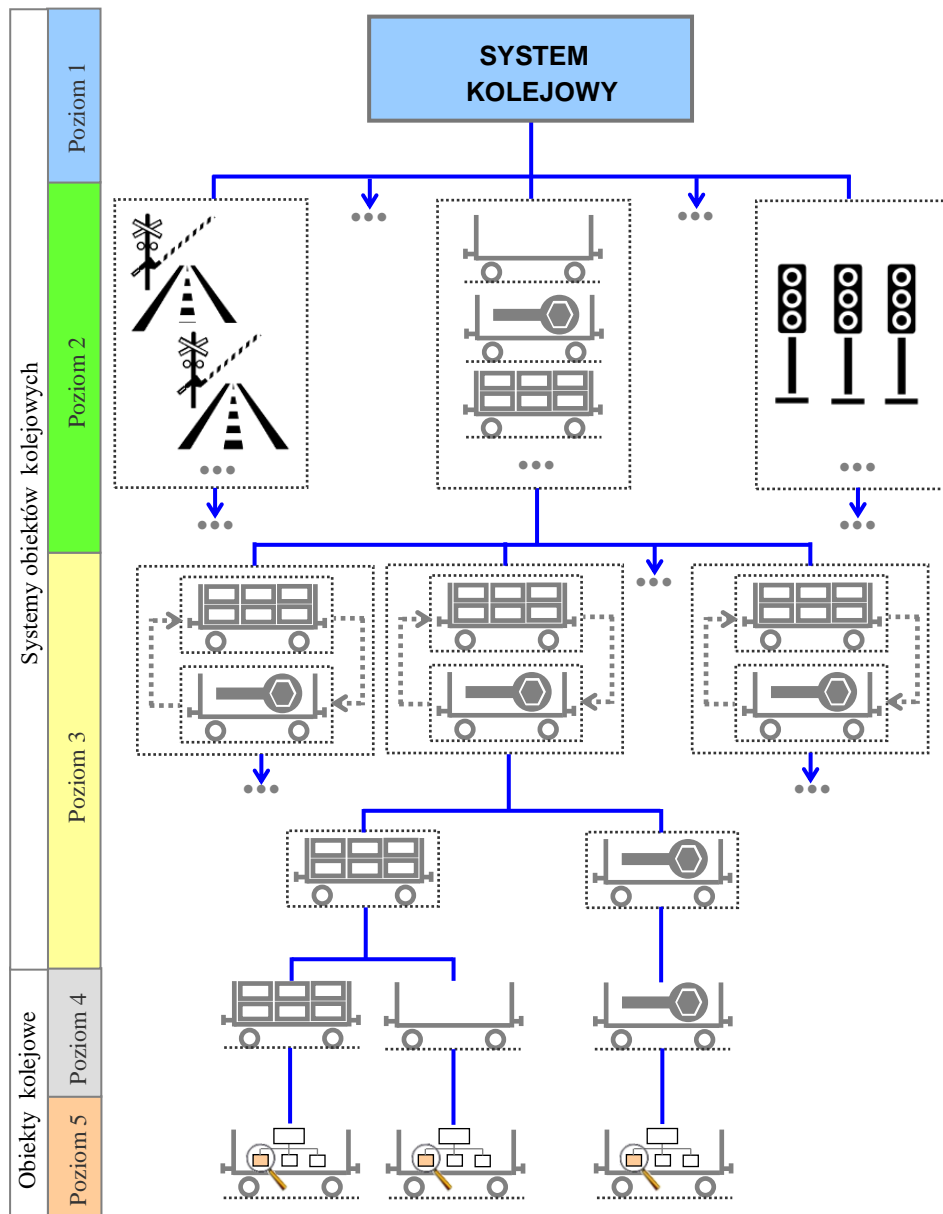 SYSTEM
KOLEJOWY
Systemy obiektów kolejowych
Poziom 1
Poziom 2
Poziom 3
Obiekty kolejowe
Poziom 4
Poziom 5